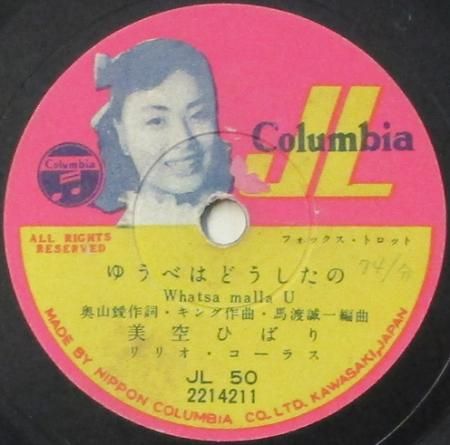 JL
Columbia
Columbia
ALL RIGHTS
RESERVED
フォックス・トロット
ゆうべはどうしたの
74/分
Whatsa malla U
奥山靉作詞・キング作曲・馬渡誠一編曲
美空ひばり
リリオ・コーラス
JL 50
2214211
MADE BY NIPPON COLUMBIA CO. LTD. KAWASAKI, JAPAN